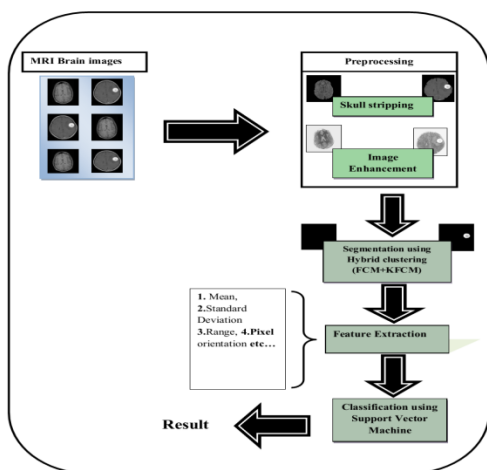 MRI Brain images
Preprocessing
Skull stripping
Image
Enhancement
Segmentation using
Hybrid clustering
(FCM+KFCM)
1. Mean,
2.Standard
Deviation
3.Range, 4.Pixel
orientation etc...
Feature Extraction
Classification using
Support Vector
Machine
Result